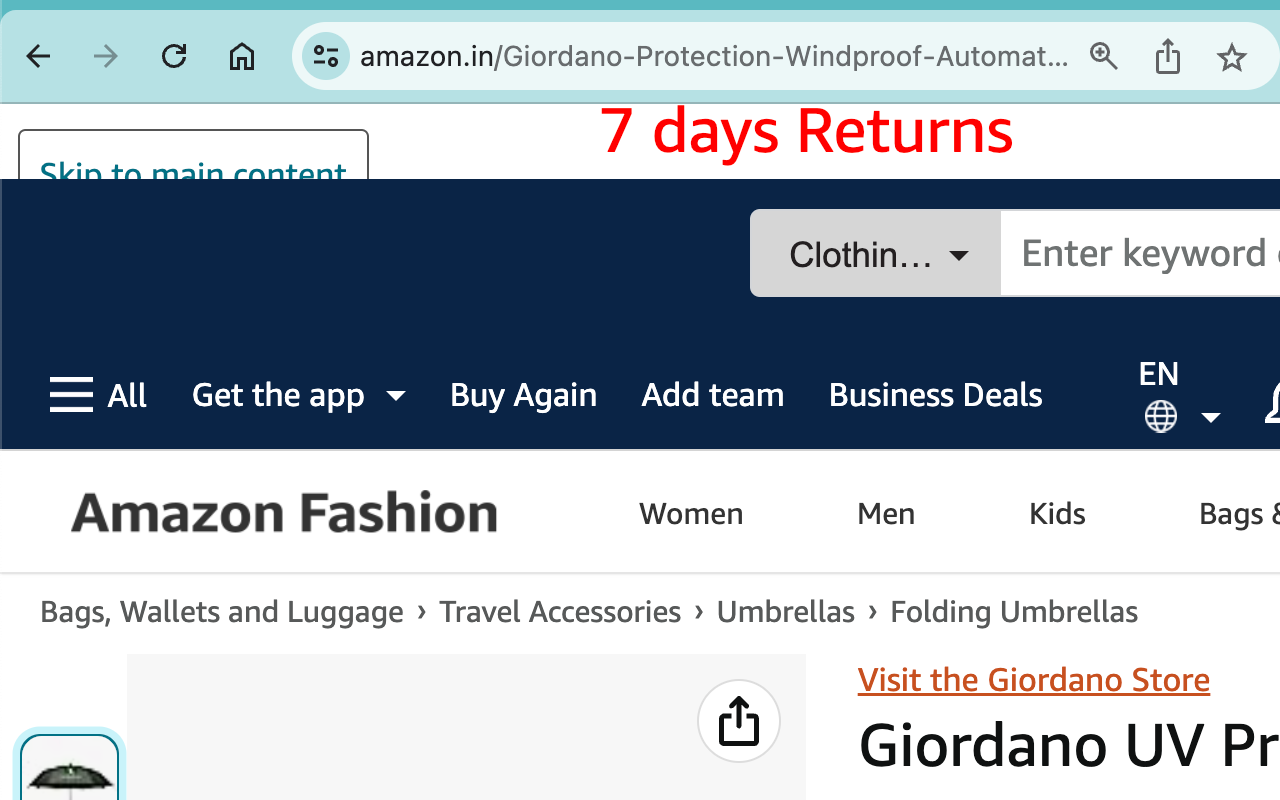 amazon.in/Giordano-Protection-Windproof-Automat...
7 days Returns
Skip to main content
Clothin...
Enter keyword
All
Get the app
Buy Again
Add team
Business Deals
EN
Amazon Fashion
Women
Men
Kids
Bags &
Bags, Wallets and Luggage › Travel Accessories › Umbrellas › Folding Umbrellas
Visit the Giordano Store
Giordano UV Pr